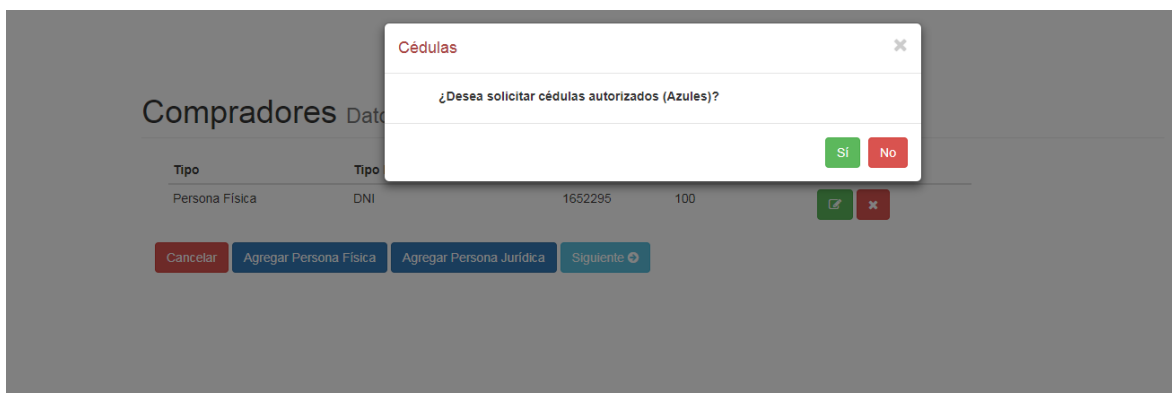 Cédulas
¿Desea solicitar cédulas autorizados (Azules)?
Sí No
Compradores
Tipo Tipo
Persona Física DNI 1652295 100
Cancelar Agregar Persona Física Agregar Persona Jurídica Siguiente